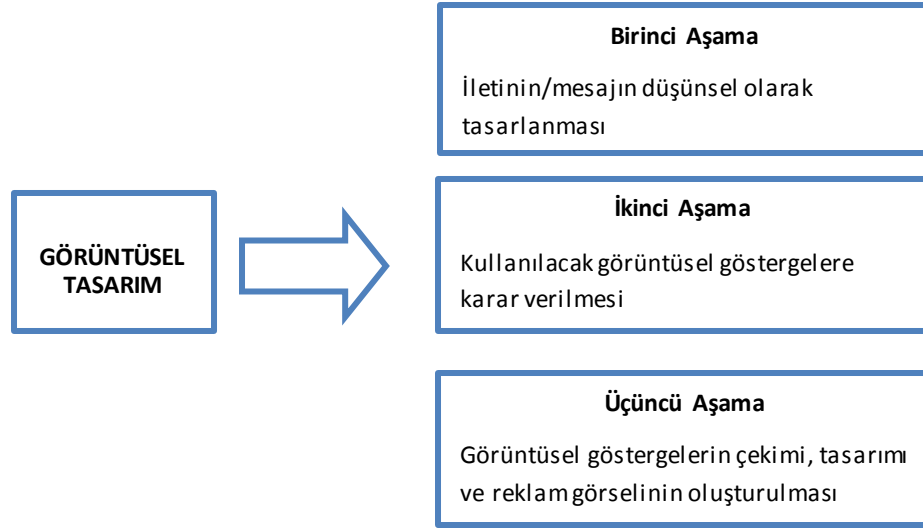 Birinci Aşama
İletinin/mesajın düşünsel olarak
tasarlanması
GÖRÜNTÜSEL
TASARIM
İkinci Aşama
Kullanılacak görüntüsel göstergelere
karar verilmesi
Üçüncü Aşama
Görüntüsel göstergelerin çekimi, tasarımı
ve reklam görselinin oluşturulması